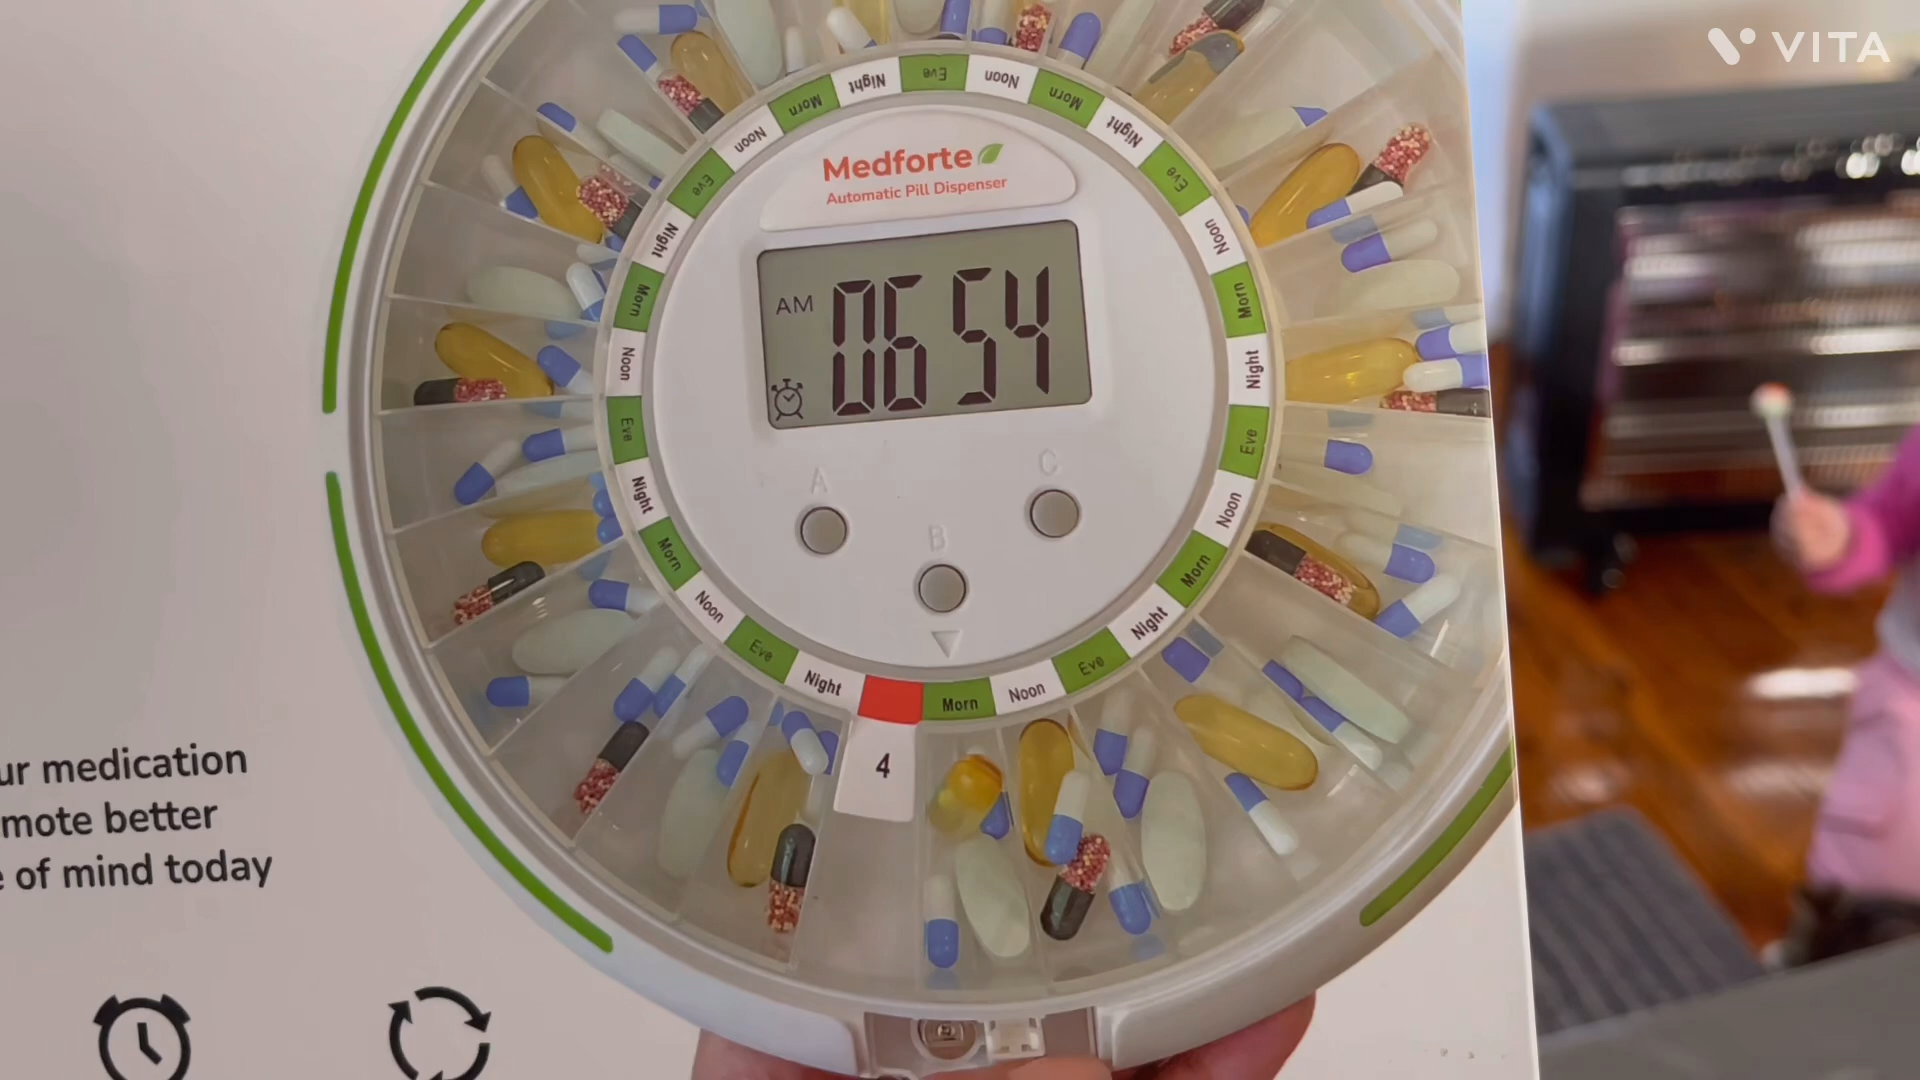 VITA
Medforte
Automatic Pill Dispenser
AM 06 54
A
C
B
Eve
Noon
Morn
Night
Eve
Noon
Morn
Night
Eve
Noon
Morn
Night
Eve
Noon
Morn
4
Night
Eve
Noon
Morn
Night
Eve
Noon
Morn
Night
Eve
Noon
Morn
Night
ur medication
mote better
e of mind today